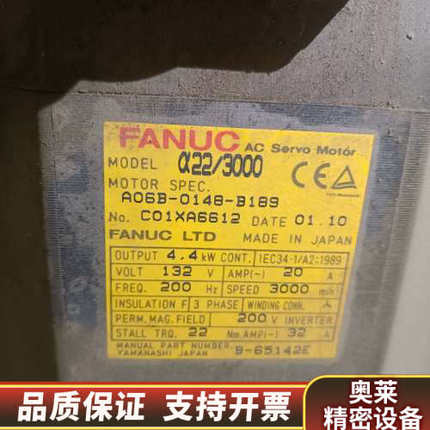 FANUC AC Servo Motor
MODEL α22/3000
MOTOR SPEC.
A06B-0148-B189
No. C01XA6612 DATE 01.10
FANUC LTD MADE IN JAPAN
OUTPUT 4.4 kW CONT. IEC34-1/A2:1989
VOLT 132 V AMP(~) 20 A
FREQ. 200 Hz SPEED 3000 min⁻¹
INSULATION F 3 PHASE WINDING CONN.
PERM.MAG.FIELD 200V INVERTER
STALL TRQ. 22 Nm AMP(~) 32 A
MANUAL PART NUMBER B-65142E
YAMANASHI JAPAN
品质保证 支持开票
奥莱
精密设备